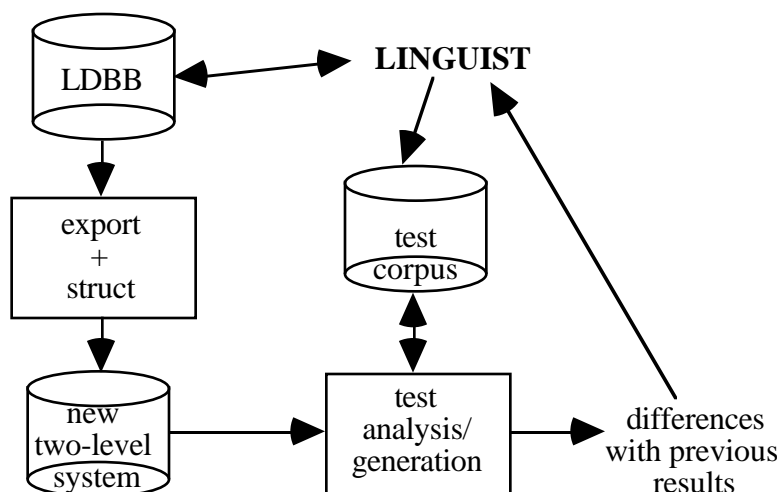 LDBB
LINGUIST
export
+
struct
test
corpus
new
two-level
system
test
analysis/
generation
differences
with previous
results